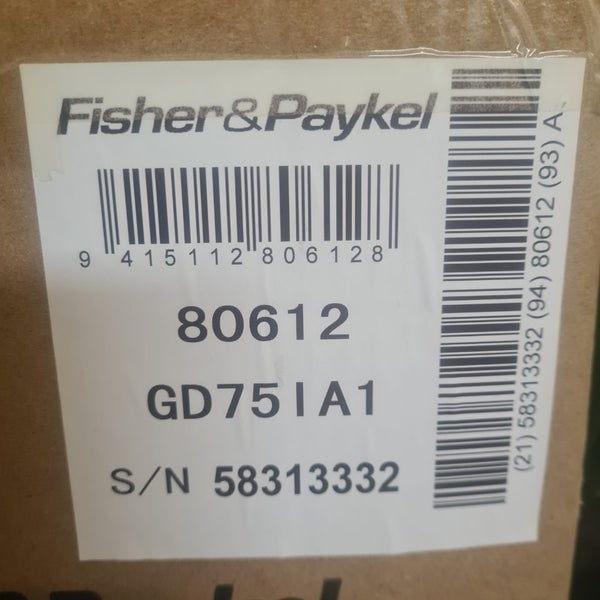 Fisher&Paykel
9 415112 806128
80612
GD75IA1
S/N 58313332
(21) 58313332 (94) 80612 (93) A